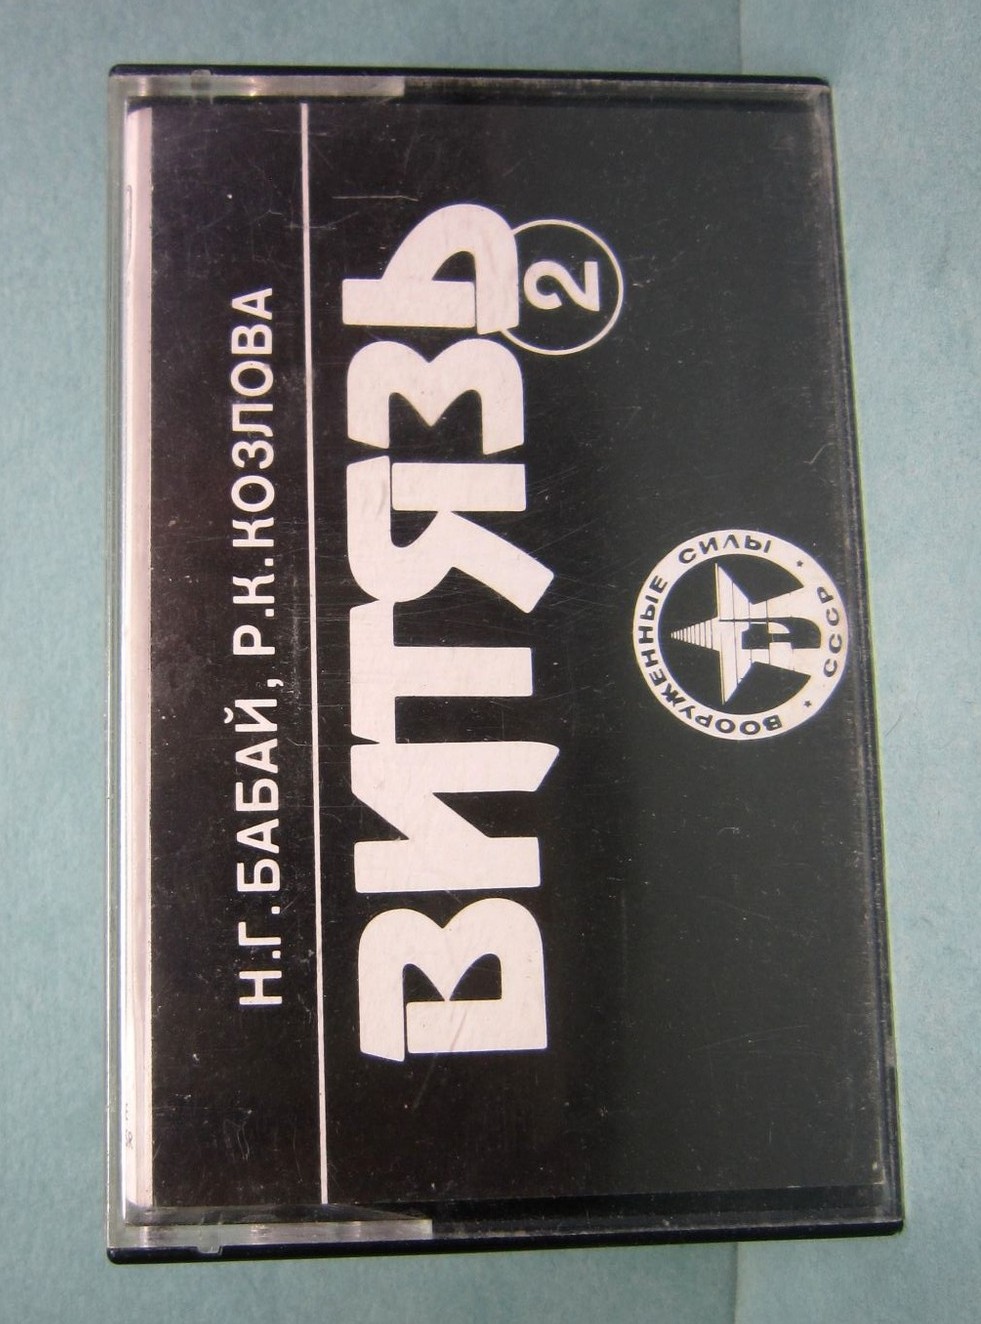 Н.Г.БАБАЙ, Р.К.КОЗЛОВА
ВИТЯЗЬ
2
ВООРУЖЕННЫЕ СИЛЫ
* СССР *